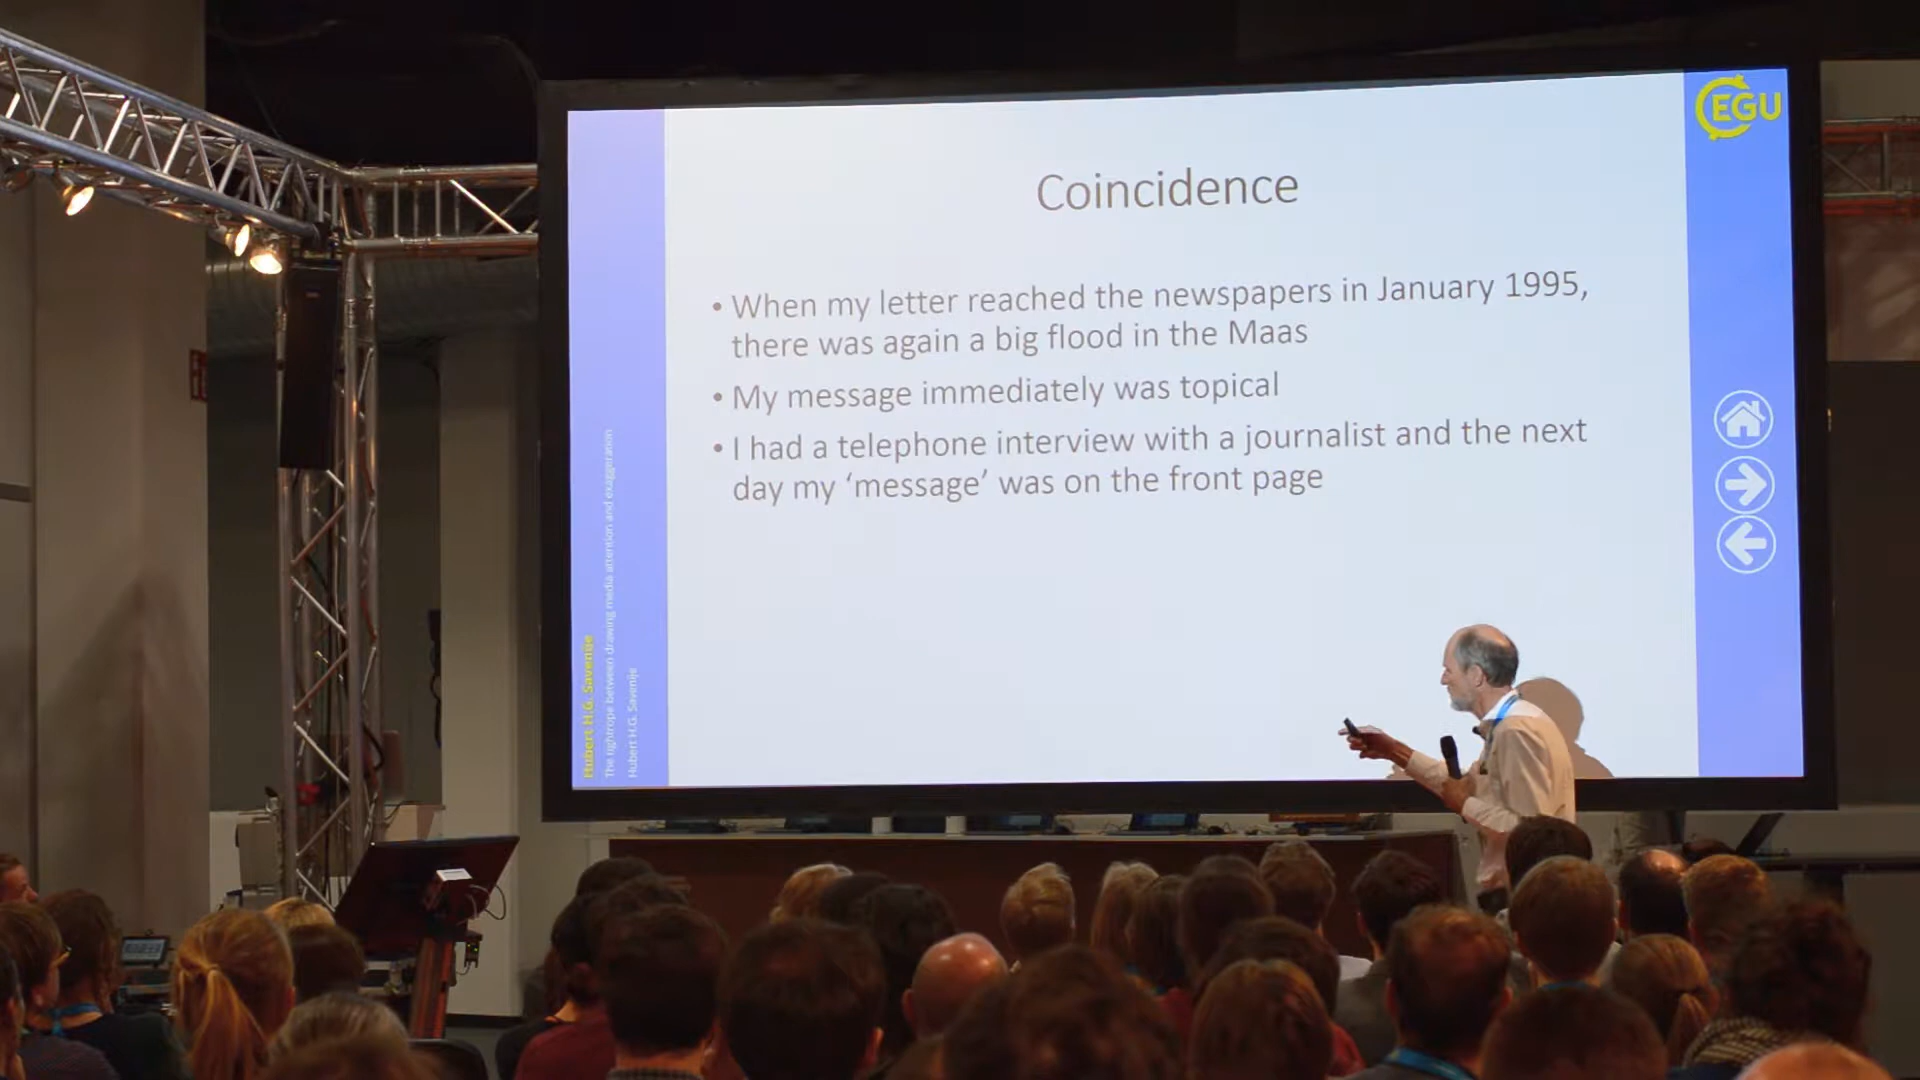 EGU
Coincidence
• When my letter reached the newspapers in January 1995,
there was again a big flood in the Maas
• My message immediately was topical
• I had a telephone interview with a journalist and the next
day my ‘message’ was on the front page
Hubert H.G. Savenije
The tightrope between drawing media attention and exaggeration
Hubert H.G. Savenije